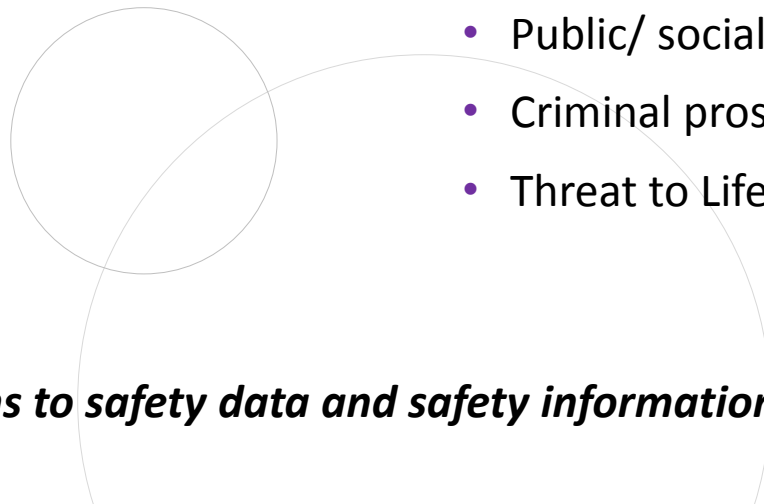 • Public/ social
• Criminal pros
• Threat to Life
s to safety data and safety information